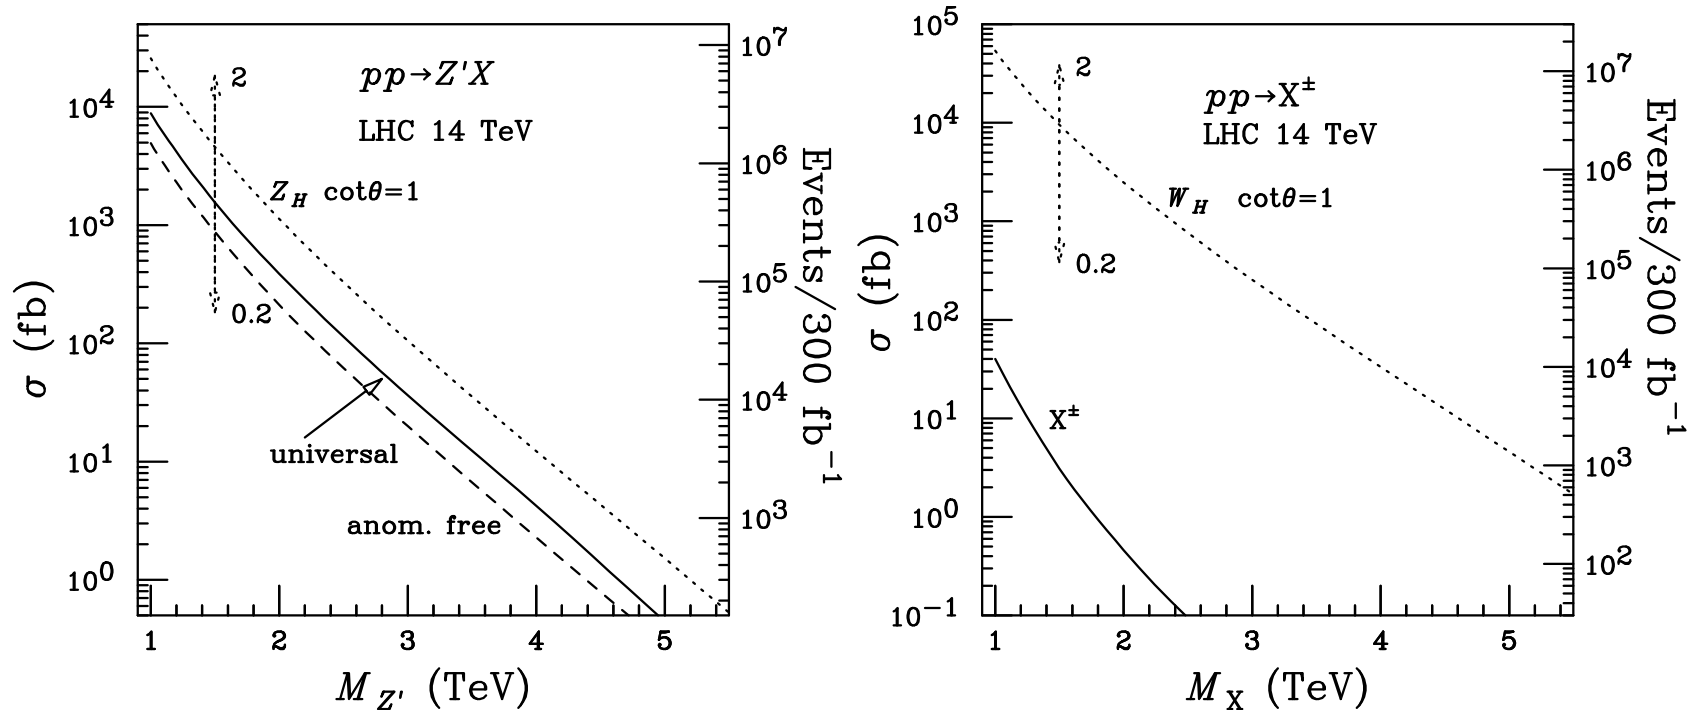 pp→Z'X
LHC 14 TeV
2
Z_H cotθ=1
0.2
universal
anom. free
σ (fb)
10^4
10^3
10^2
10^1
10^0
10^7
10^6
10^5
10^4
10^3
Events/300 fb^-1
1 2 3 4 5
M_Z' (TeV)
pp→X^±
LHC 14 TeV
2
W_H cotθ=1
0.2
X^±
σ (fb)
10^5
10^4
10^3
10^2
10^1
10^0
10^-1
10^7
10^6
10^5
10^4
10^3
10^2
Events/300 fb^-1
1 2 3 4 5
M_X (TeV)